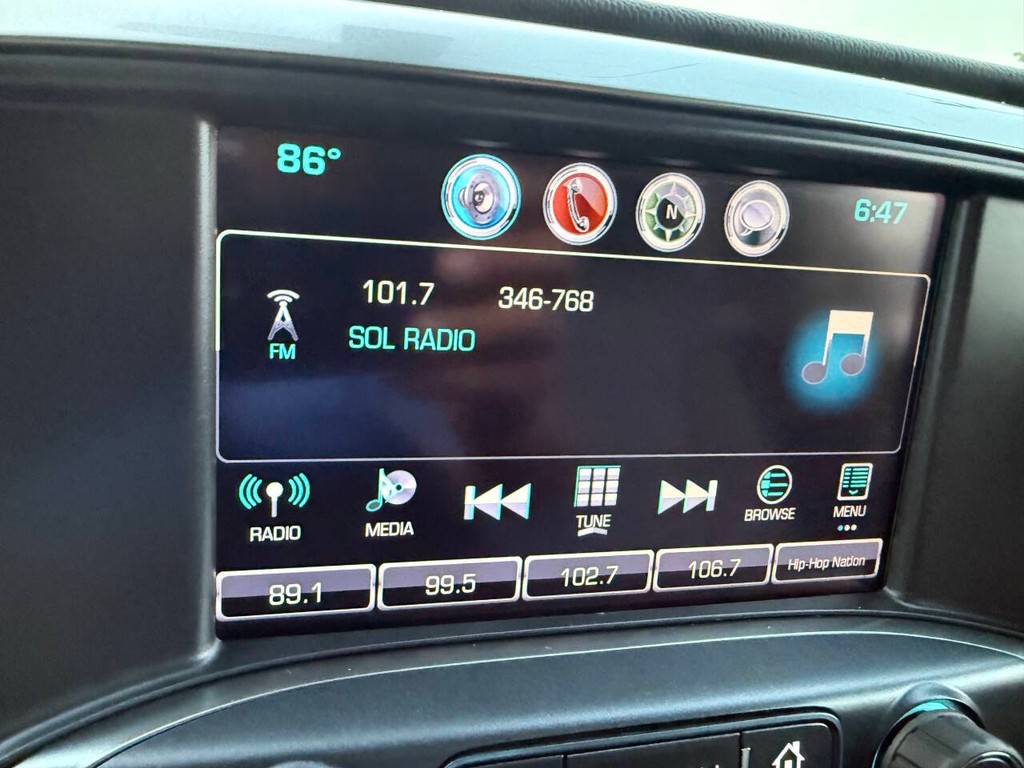 86°
N
6:47
101.7 346-768
FM SOL RADIO
RADIO MEDIA TUNE BROWSE MENU
89.1 99.5 102.7 106.7 Hip-Hop Nation